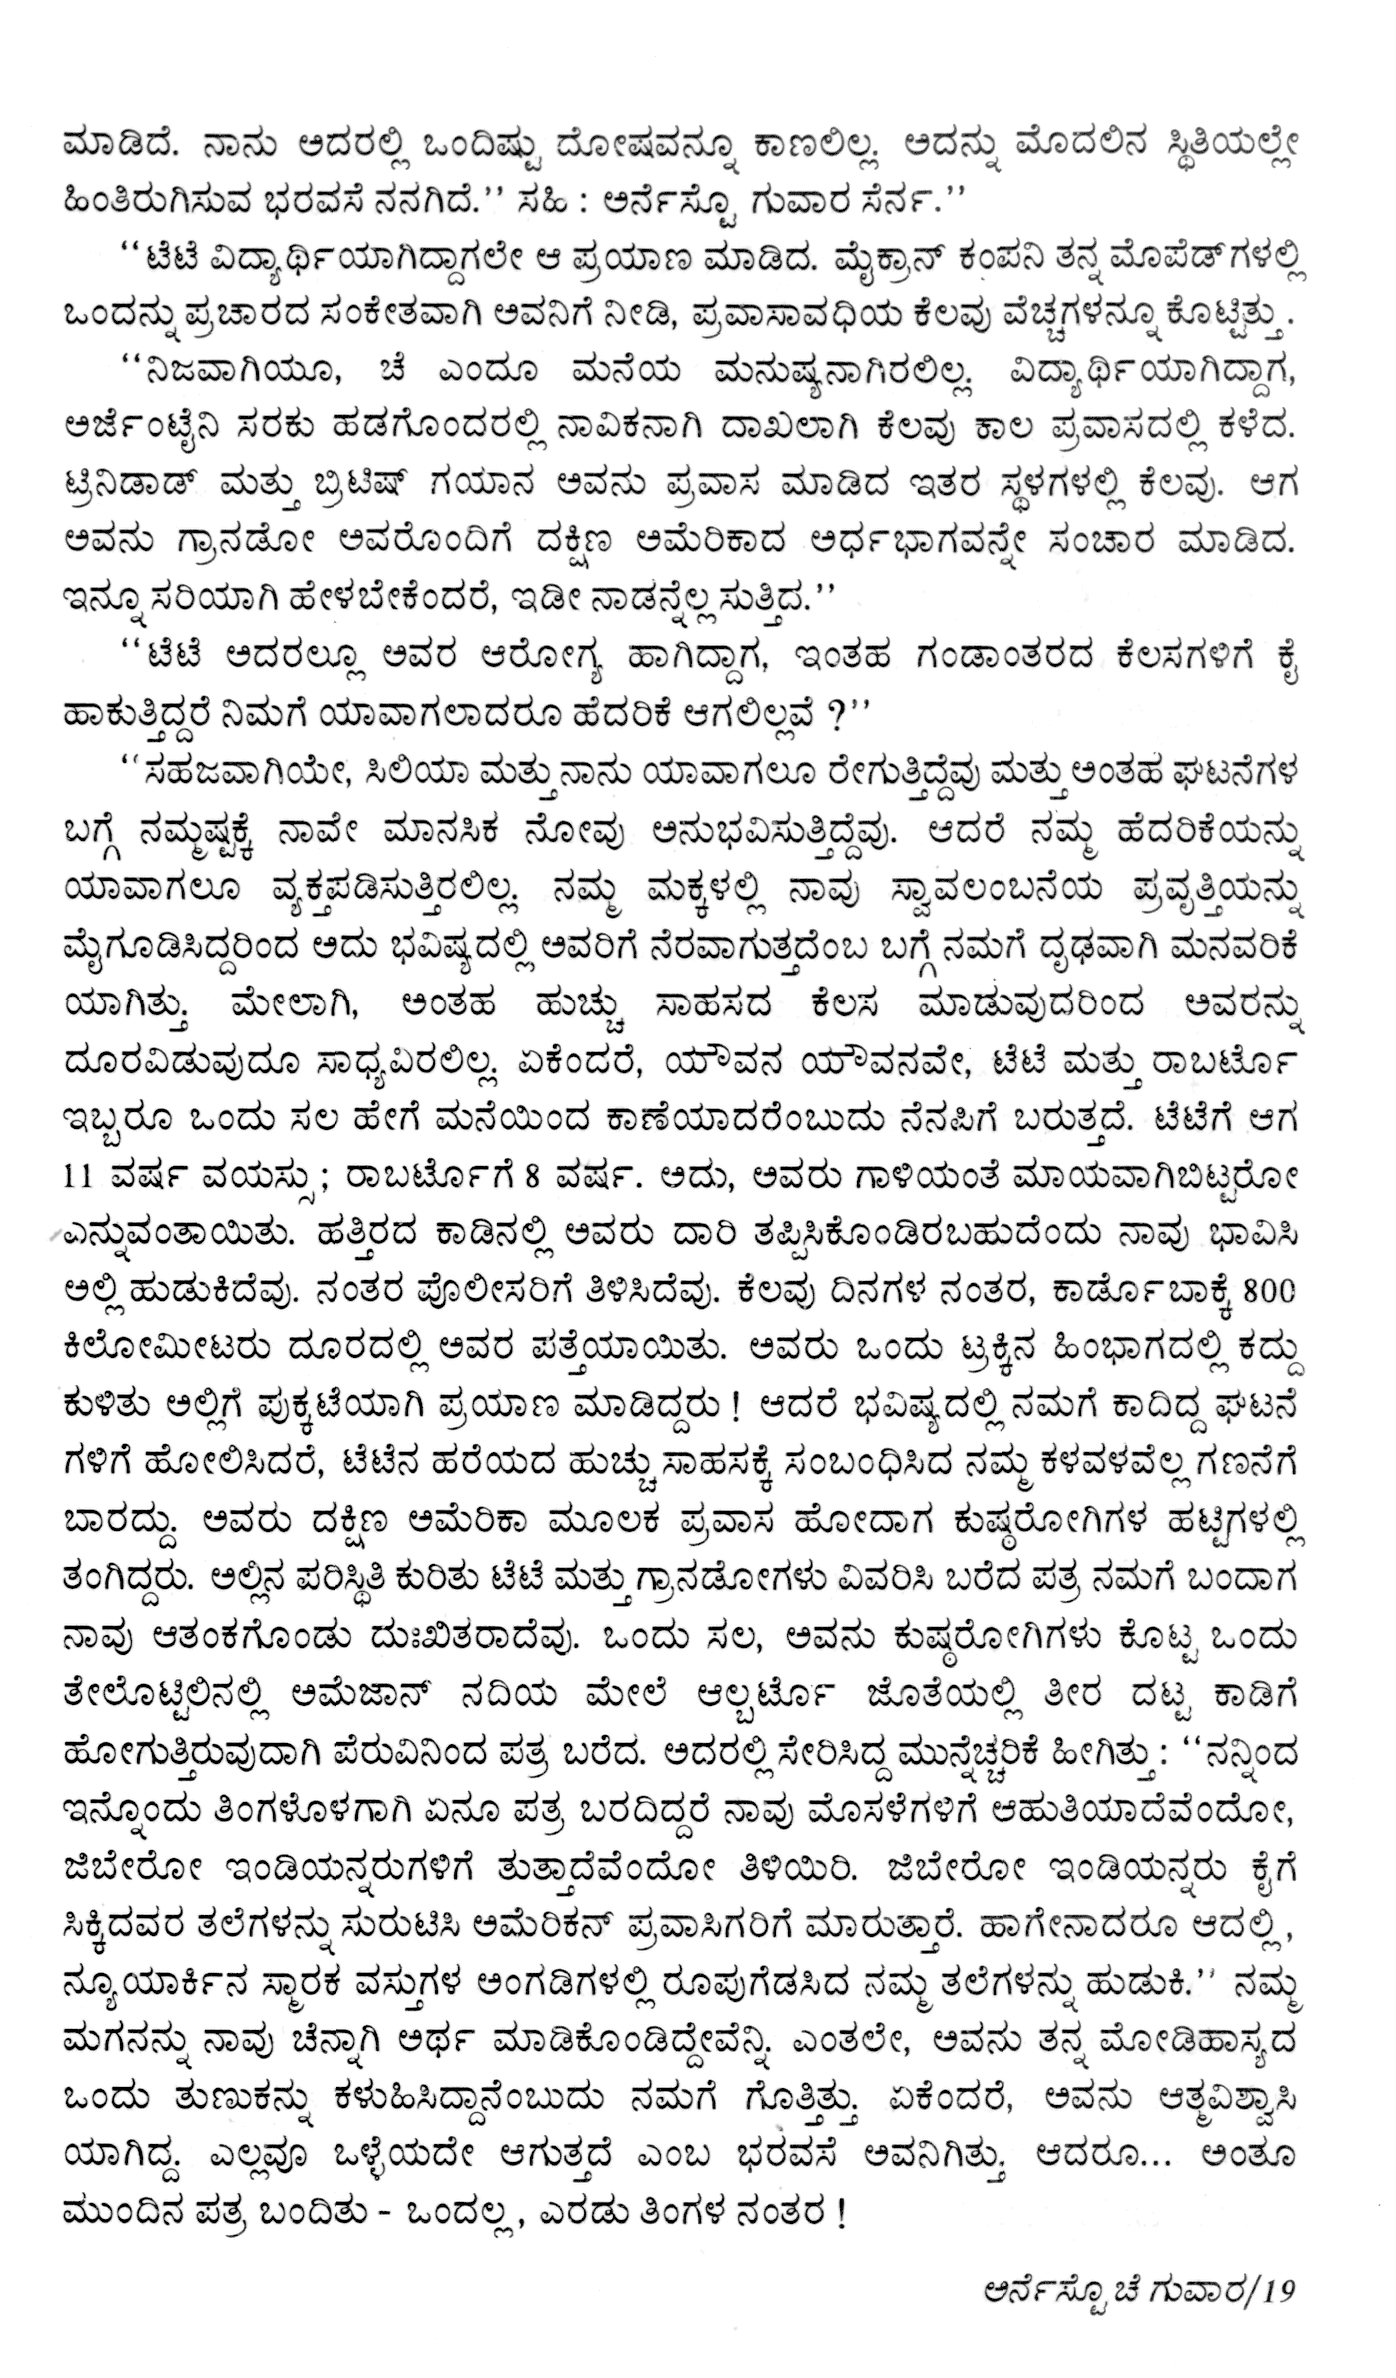 ಮಾಡಿದೆ. ನಾನು ಅದರಲ್ಲಿ ಒಂದಿಷ್ಟು ದೋಷವನ್ನೂ ಕಾಣಲಿಲ್ಲ. ಅದನ್ನು ಮೊದಲಿನ ಸ್ಥಿತಿಯಲ್ಲೇ
ಹಿಂತಿರುಗಿಸುವ ಭರವಸೆ ನನಗಿದೆ.'' ಸಹಿ : ಅರ್ನೆಸ್ಟೊ ಗುವಾರ ಸೆರ್ನ.''
''ಟೆಟೆ ವಿದ್ಯಾರ್ಥಿಯಾಗಿದ್ದಾಗಲೇ ಆ ಪ್ರಯಾಣ ಮಾಡಿದ. ಮೈಕ್ರಾನ್ ಕಂಪನಿ ತನ್ನ ಮೊಪೆಡ್‌ಗಳಲ್ಲಿ
ಒಂದನ್ನು ಪ್ರಚಾರದ ಸಂಕೇತವಾಗಿ ಅವನಿಗೆ ನೀಡಿ, ಪ್ರವಾಸಾವಧಿಯ ಕೆಲವು ವೆಚ್ಚಗಳನ್ನೂ ಕೊಟ್ಟಿತ್ತು.
''ನಿಜವಾಗಿಯೂ, ಚೆ ಎಂದೂ ಮನೆಯ ಮನುಷ್ಯನಾಗಿರಲಿಲ್ಲ. ವಿದ್ಯಾರ್ಥಿಯಾಗಿದ್ದಾಗ,
ಅರ್ಜೆಂಟೈನಿ ಸರಕು ಹಡಗೊಂದರಲ್ಲಿ ನಾವಿಕನಾಗಿ ದಾಖಲಾಗಿ ಕೆಲವು ಕಾಲ ಪ್ರವಾಸದಲ್ಲಿ ಕಳೆದ.
ಟ್ರಿನಿಡಾಡ್ ಮತ್ತು ಬ್ರಿಟಿಷ್ ಗಯಾನ ಅವನು ಪ್ರವಾಸ ಮಾಡಿದ ಇತರ ಸ್ಥಳಗಳಲ್ಲಿ ಕೆಲವು. ಆಗ
ಅವನು ಗ್ರಾನಡೋ ಅವರೊಂದಿಗೆ ದಕ್ಷಿಣ ಅಮೆರಿಕಾದ ಅರ್ಧಭಾಗವನ್ನೇ ಸಂಚಾರ ಮಾಡಿದ.
ಇನ್ನೂ ಸರಿಯಾಗಿ ಹೇಳಬೇಕೆಂದರೆ, ಇಡೀ ನಾಡನ್ನೆಲ್ಲ ಸುತ್ತಿದ.''
''ಟೆಟೆ ಅದರಲ್ಲೂ ಅವರ ಆರೋಗ್ಯ ಹಾಗಿದ್ದಾಗ, ಇಂತಹ ಗಂಡಾಂತರದ ಕೆಲಸಗಳಿಗೆ ಕೈ
ಹಾಕುತ್ತಿದ್ದರೆ ನಿಮಗೆ ಯಾವಾಗಲಾದರೂ ಹೆದರಿಕೆ ಆಗಲಿಲ್ಲವೆ ?''
''ಸಹಜವಾಗಿಯೇ, ಸಿಲಿಯಾ ಮತ್ತು ನಾನು ಯಾವಾಗಲೂ ರೇಗುತ್ತಿದ್ದೆವು ಮತ್ತು ಅಂತಹ ಘಟನೆಗಳ
ಬಗ್ಗೆ ನಮ್ಮಷ್ಟಕ್ಕೆ ನಾವೇ ಮಾನಸಿಕ ನೋವು ಅನುಭವಿಸುತ್ತಿದ್ದೆವು. ಆದರೆ ನಮ್ಮ ಹೆದರಿಕೆಯನ್ನು
ಯಾವಾಗಲೂ ವ್ಯಕ್ತಪಡಿಸುತ್ತಿರಲಿಲ್ಲ. ನಮ್ಮ ಮಕ್ಕಳಲ್ಲಿ ನಾವು ಸ್ವಾವಲಂಬನೆಯ ಪ್ರವೃತ್ತಿಯನ್ನು
ಮೈಗೂಡಿಸಿದ್ದರಿಂದ ಅದು ಭವಿಷ್ಯದಲ್ಲಿ ಅವರಿಗೆ ನೆರವಾಗುತ್ತದೆಂಬ ಬಗ್ಗೆ ನಮಗೆ ದೃಢವಾಗಿ ಮನವರಿಕೆ
ಯಾಗಿತ್ತು. ಮೇಲಾಗಿ, ಅಂತಹ ಹುಚ್ಚು ಸಾಹಸದ ಕೆಲಸ ಮಾಡುವುದರಿಂದ ಅವರನ್ನು
ದೂರವಿಡುವುದೂ ಸಾಧ್ಯವಿರಲಿಲ್ಲ. ಏಕೆಂದರೆ, ಯೌವನ ಯೌವನವೇ, ಟೆಟೆ ಮತ್ತು ರಾಬರ್ಟೊ
ಇಬ್ಬರೂ ಒಂದು ಸಲ ಹೇಗೆ ಮನೆಯಿಂದ ಕಾಣೆಯಾದರೆಂಬುದು ನೆನಪಿಗೆ ಬರುತ್ತದೆ. ಟೆಟೆಗೆ ಆಗ
11 ವರ್ಷ ವಯಸ್ಸು; ರಾಬರ್ಟೊಗೆ 8 ವರ್ಷ. ಅದು, ಅವರು ಗಾಳಿಯಂತೆ ಮಾಯವಾಗಿಬಿಟ್ಟರೋ
ಎನ್ನುವಂತಾಯಿತು. ಹತ್ತಿರದ ಕಾಡಿನಲ್ಲಿ ಅವರು ದಾರಿ ತಪ್ಪಿಸಿಕೊಂಡಿರಬಹುದೆಂದು ನಾವು ಭಾವಿಸಿ
ಅಲ್ಲಿ ಹುಡುಕಿದೆವು. ನಂತರ ಪೊಲೀಸರಿಗೆ ತಿಳಿಸಿದೆವು. ಕೆಲವು ದಿನಗಳ ನಂತರ, ಕಾರ್ಡೊಬಾಕ್ಕೆ 800
ಕಿಲೋಮೀಟರು ದೂರದಲ್ಲಿ ಅವರ ಪತ್ತೆಯಾಯಿತು. ಅವರು ಒಂದು ಟ್ರಕ್ಕಿನ ಹಿಂಭಾಗದಲ್ಲಿ ಕದ್ದು
ಕುಳಿತು ಅಲ್ಲಿಗೆ ಪುಕ್ಕಟೆಯಾಗಿ ಪ್ರಯಾಣ ಮಾಡಿದ್ದರು! ಆದರೆ ಭವಿಷ್ಯದಲ್ಲಿ ನಮಗೆ ಕಾದಿದ್ದ ಘಟನೆ
ಗಳಿಗೆ ಹೋಲಿಸಿದರೆ, ಟೆಟೆನ ಹರೆಯದ ಹುಚ್ಚು ಸಾಹಸಕ್ಕೆ ಸಂಬಂಧಿಸಿದ ನಮ್ಮ ಕಳವಳವೆಲ್ಲ ಗಣನೆಗೆ
ಬಾರದ್ದು. ಅವರು ದಕ್ಷಿಣ ಅಮೆರಿಕಾ ಮೂಲಕ ಪ್ರವಾಸ ಹೋದಾಗ ಕುಷ್ಠರೋಗಿಗಳ ಹಟ್ಟಿಗಳಲ್ಲಿ
ತಂಗಿದ್ದರು. ಅಲ್ಲಿನ ಪರಿಸ್ಥಿತಿ ಕುರಿತು ಟೆಟೆ ಮತ್ತು ಗ್ರಾನಡೋಗಳು ವಿವರಿಸಿ ಬರೆದ ಪತ್ರ ನಮಗೆ ಬಂದಾಗ
ನಾವು ಆತಂಕಗೊಂಡು ದುಃಖಿತರಾದೆವು. ಒಂದು ಸಲ, ಅವನು ಕುಷ್ಠರೋಗಿಗಳು ಕೊಟ್ಟ ಒಂದು
ತೇಲೊಟ್ಟಿಲಿನಲ್ಲಿ ಅಮೆಜಾನ್ ನದಿಯ ಮೇಲೆ ಆಲ್ಬರ್ಟೊ ಜೊತೆಯಲ್ಲಿ ತೀರ ದಟ್ಟ ಕಾಡಿಗೆ
ಹೋಗುತ್ತಿರುವುದಾಗಿ ಪೆರುವಿನಿಂದ ಪತ್ರ ಬರೆದ. ಅದರಲ್ಲಿ ಸೇರಿಸಿದ್ದ ಮುನ್ನೆಚ್ಚರಿಕೆ ಹೀಗಿತ್ತು: ''ನನ್ನಿಂದ
ಇನ್ನೊಂದು ತಿಂಗಳೊಳಗಾಗಿ ಏನೂ ಪತ್ರ ಬರದಿದ್ದರೆ ನಾವು ಮೊಸಳೆಗಳಿಗೆ ಆಹುತಿಯಾದೆವೆಂದೋ,
ಜಿಬೇರೋ ಇಂಡಿಯನ್ನರುಗಳಿಗೆ ತುತ್ತಾದೆವೆಂದೋ ತಿಳಿಯಿರಿ. ಜಿಬೇರೋ ಇಂಡಿಯನ್ನರು ಕೈಗೆ
ಸಿಕ್ಕಿದವರ ತಲೆಗಳನ್ನು ಸುರುಟಿಸಿ ಅಮೆರಿಕನ್ ಪ್ರವಾಸಿಗರಿಗೆ ಮಾರುತ್ತಾರೆ. ಹಾಗೇನಾದರೂ ಆದಲ್ಲಿ,
ನ್ಯೂಯಾರ್ಕಿನ ಸ್ಮಾರಕ ವಸ್ತುಗಳ ಅಂಗಡಿಗಳಲ್ಲಿ ರೂಪುಗೆಡಸಿದ ನಮ್ಮ ತಲೆಗಳನ್ನು ಹುಡುಕಿ.'' ನಮ್ಮ
ಮಗನನ್ನು ನಾವು ಚೆನ್ನಾಗಿ ಅರ್ಥ ಮಾಡಿಕೊಂಡಿದ್ದೇವೆನ್ನಿ. ಎಂತಲೇ, ಅವನು ತನ್ನ ಮೋಡಿಹಾಸ್ಯದ
ಒಂದು ತುಣುಕನ್ನು ಕಳುಹಿಸಿದ್ದಾನೆಂಬುದು ನಮಗೆ ಗೊತ್ತಿತ್ತು. ಏಕೆಂದರೆ, ಅವನು ಆತ್ಮವಿಶ್ವಾಸಿ
ಯಾಗಿದ್ದ. ಎಲ್ಲವೂ ಒಳ್ಳೆಯದೇ ಆಗುತ್ತದೆ ಎಂಬ ಭರವಸೆ ಅವನಿಗಿತ್ತು. ಆದರೂ... ಅಂತೂ
ಮುಂದಿನ ಪತ್ರ ಬಂದಿತು - ಒಂದಲ್ಲ, ಎರಡು ತಿಂಗಳ ನಂತರ !
ಅರ್ನೆಸ್ಟೊ ಚೆ ಗುವಾರ/19